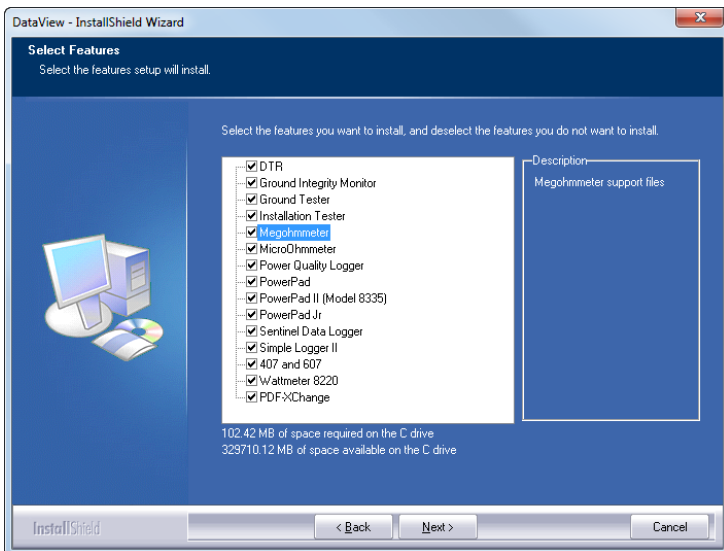 DataView - InstallShield Wizard
Select Features
Select the features setup will install.
Select the features you want to install, and deselect the features you do not want to install.
DTR
Ground Integrity Monitor
Ground Tester
Installation Tester
Megohmmeter
MicroOhmmeter
Power Quality Logger
PowerPad
PowerPad II (Model 8335)
PowerPad Jr
Sentinel Data Logger
Simple Logger II
407 and 607
Wattmeter 8220
PDF-XChange
Description
Megohmmeter support files
102.42 MB of space required on the C drive
329710.12 MB of space available on the C drive
InstallShield
< Back
Next >
Cancel